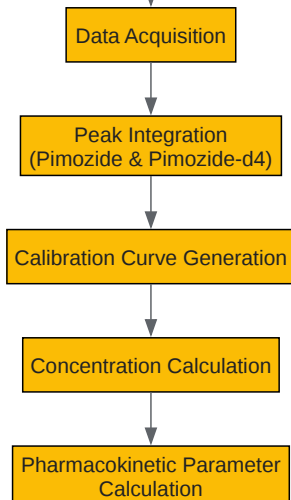 Data Acquisition
Peak Integration
(Pimozide & Pimozide-d4)
Calibration Curve Generation
Concentration Calculation
Pharmacokinetic Parameter
Calculation